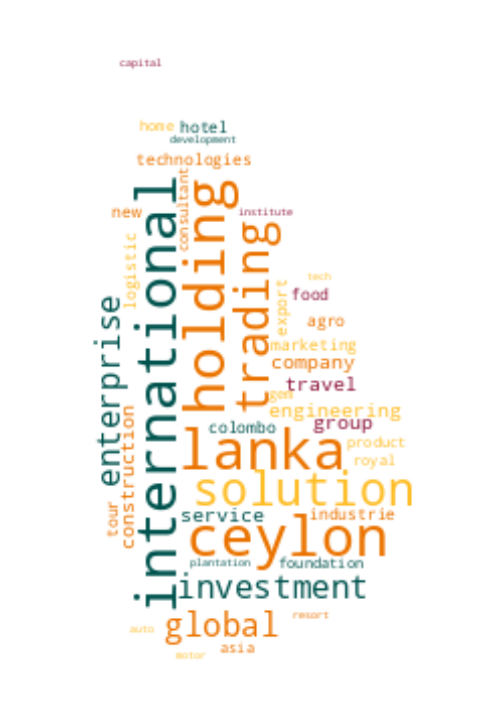 capital
home hotel
development
technologies
consultant
new
institute
international
holding
trading
logistic
tech
food
export
agro
enterprise
marketing
company
travel
gem
engineering
group
construction
colombo
lanka
product
royal
solution
tour
service
industrie
ceylon
plantation
foundation
investment
resort
global
auto
asia
motor